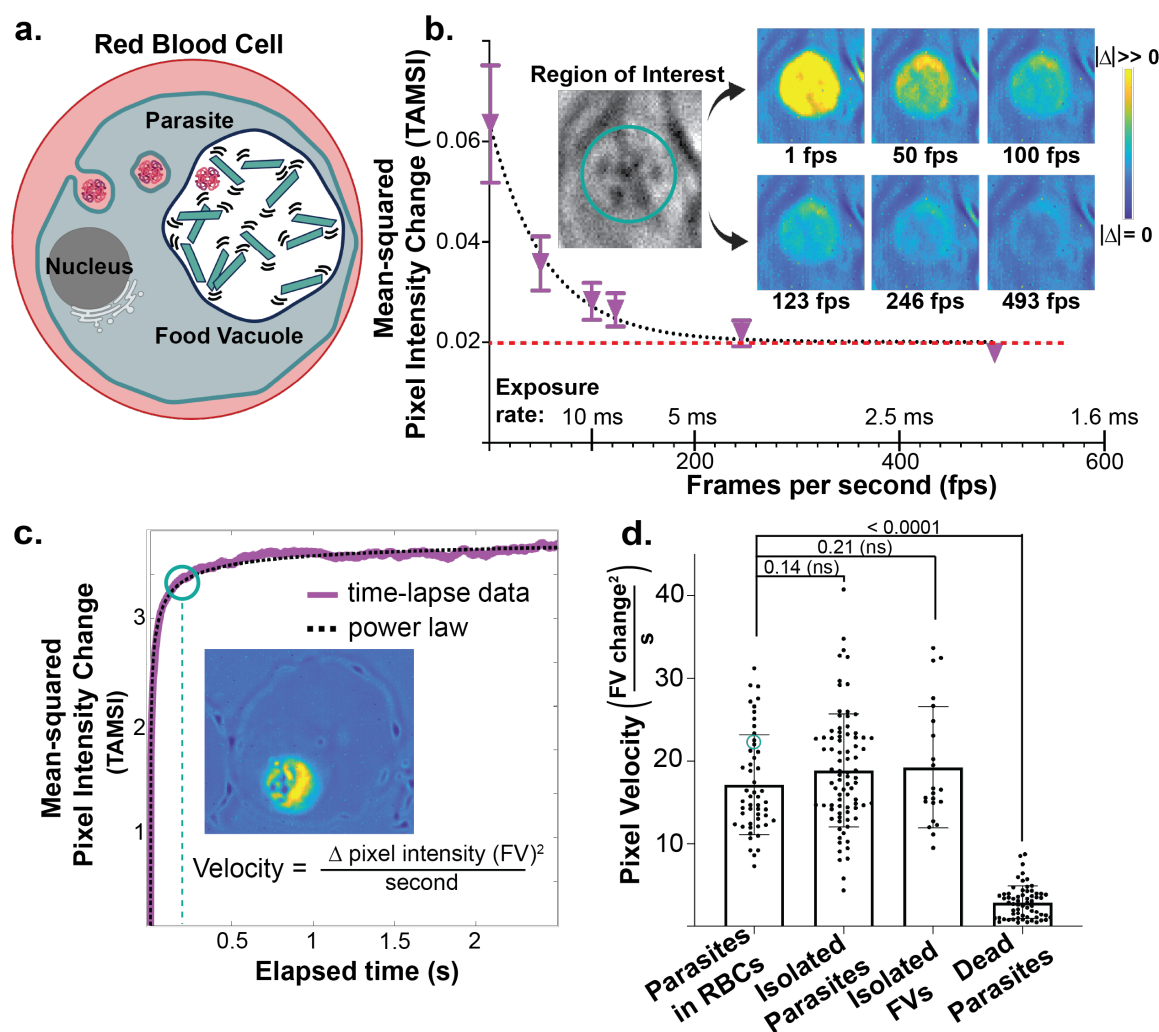 a.
Red Blood Cell
Parasite
Nucleus
Food Vacuole
b.
Mean-squared
Pixel Intensity Change (TAMSI)
0.06
0.04
0.02
Region of Interest
1 fps
50 fps
100 fps
123 fps
246 fps
493 fps
|Δ|>> 0
|Δ|= 0
Exposure
rate:
10 ms
5 ms
2.5 ms
1.6 ms
200
400
600
Frames per second (fps)
c.
Mean-squared
Pixel Intensity Change
(TAMSI)
3
2
1
time-lapse data
power law
Velocity = Δ pixel intensity (FV)²
second
0.5
1
1.5
2
Elapsed time (s)
d.
< 0.0001
0.21 (ns)
0.14 (ns)
Pixel Velocity (FV change²
s)
40
30
20
10
Parasites
in RBCs
Isolated
Parasites
Isolated
FVs
Dead
Parasites